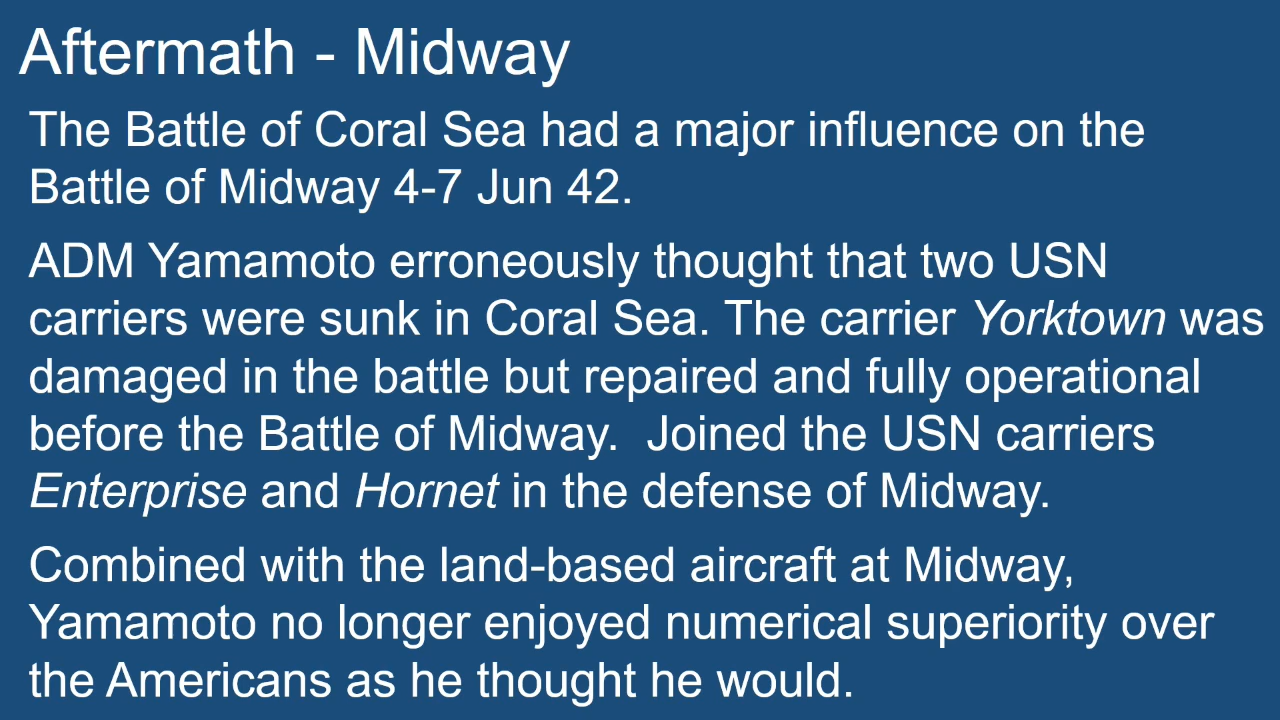 Aftermath - Midway
The Battle of Coral Sea had a major influence on the
Battle of Midway 4-7 Jun 42.
ADM Yamamoto erroneously thought that two USN
carriers were sunk in Coral Sea. The carrier Yorktown was
damaged in the battle but repaired and fully operational
before the Battle of Midway.  Joined the USN carriers
Enterprise and Hornet in the defense of Midway.
Combined with the land-based aircraft at Midway,
Yamamoto no longer enjoyed numerical superiority over
the Americans as he thought he would.